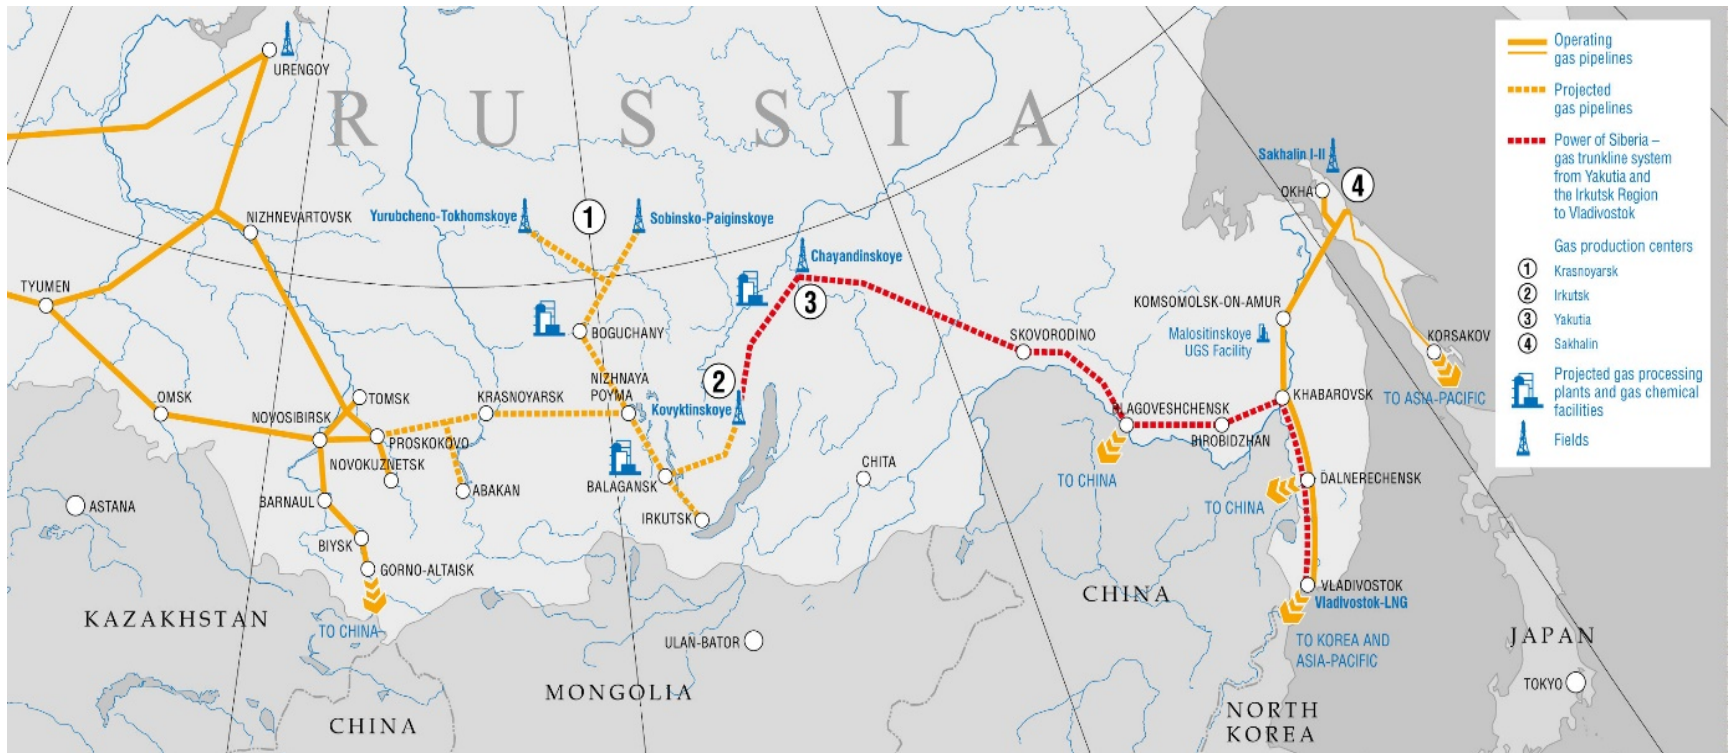 URENGOY
RUSSIA
Sakhalin I-II
OKHA
4
NIZHNEVARTOVSK
Yurubcheno-Tokhomskoye
1
Sobinsko-Paiginskoye
Chayandinskoye
3
TYUMEN
KOMSOMOLSK-ON-AMUR
Malositinskoye
UGS Facility
SKOVORODINO
KORSAKOV
TO ASIA-PACIFIC
BOGUCHANY
OMSK
TOMSK
KRASNOYARSK
NIZHNAYA
POYMA
2
Kovyktinskoye
KHABAROVSK
BLAGOVESHCHENSK
BIROBIDZHAN
NOVOSIBIRSK
PROSKOKOVO
NOVOKUZNETSK
BARNAUL
ABAKAN
BALAGANSK
IRKUTSK
CHITA
TO CHINA
DALNERECHENSK
TO CHINA
ASTANA
BIYSK
GORNO-ALTAISK
TO CHINA
KAZAKHSTAN
CHINA
MONGOLIA
ULAN-BATOR
CHINA
VLADIVOSTOK
Vladivostok-LNG
TO KOREA AND
ASIA-PACIFIC
NORTH
KOREA
JAPAN
TOKYO
Operating
gas pipelines
Projected
gas pipelines
Power of Siberia –
gas trunkline system
from Yakutia and
the Irkutsk Region
to Vladivostok
Gas production centers
1 Krasnoyarsk
2 Irkutsk
3 Yakutia
4 Sakhalin
Projected gas processing
plants and gas chemical
facilities
Fields